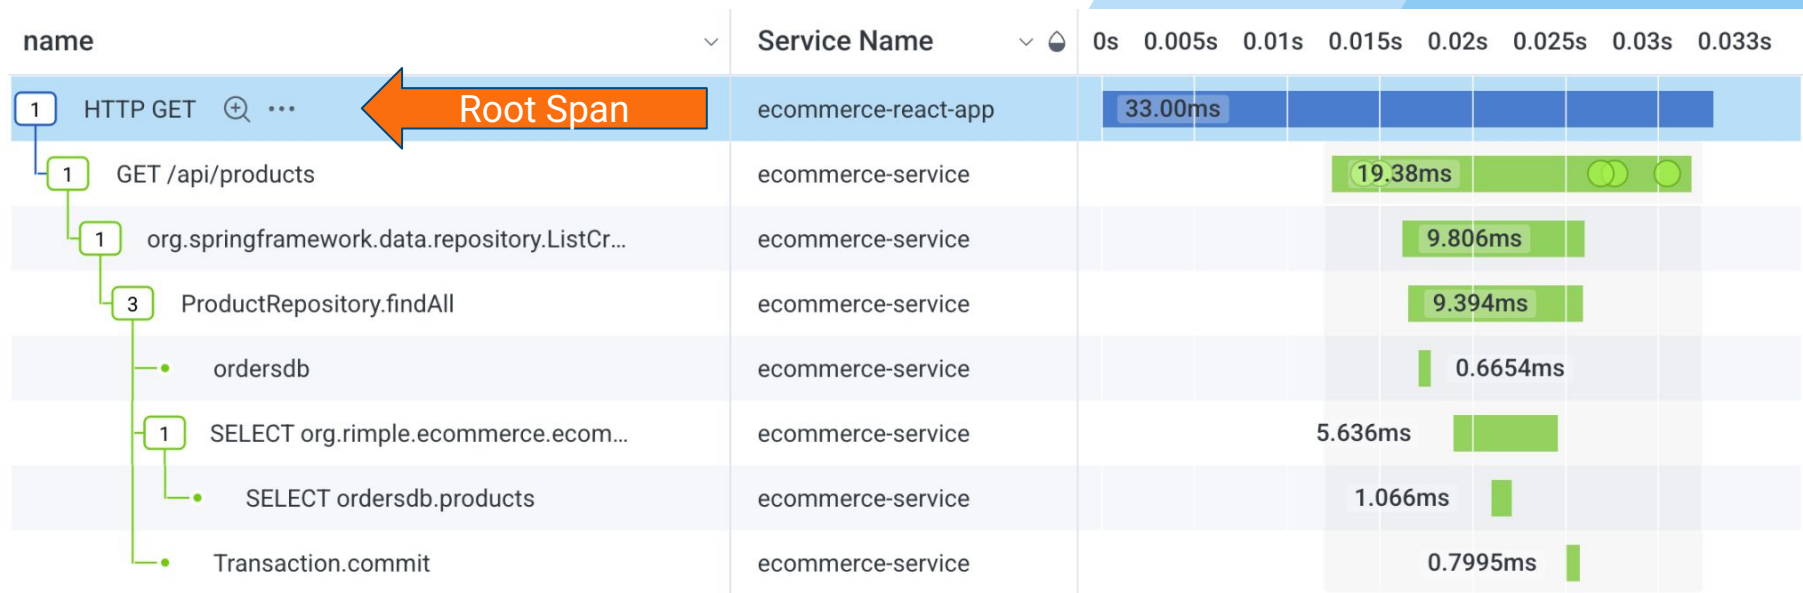 name Service Name 0s 0.005s 0.01s 0.015s 0.02s 0.025s 0.03s 0.033s
1 HTTP GET ... Root Span ecommerce-react-app 33.00ms
1 GET /api/products ecommerce-service 19.38ms
1 org.springframework.data.repository.ListCr... ecommerce-service 9.806ms
3 ProductRepository.findAll ecommerce-service 9.394ms
ordersdb ecommerce-service 0.6654ms
1 SELECT org.rimple.ecommerce.ecom... ecommerce-service 5.636ms
SELECT ordersdb.products ecommerce-service 1.066ms
Transaction.commit ecommerce-service 0.7995ms